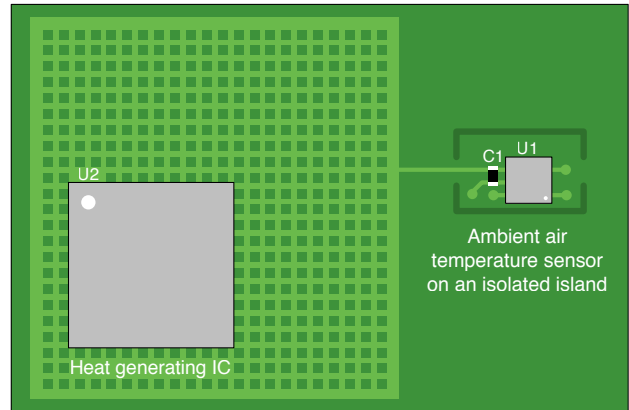 U2
Heat generating IC
C1
U1
Ambient air
temperature sensor
on an isolated island